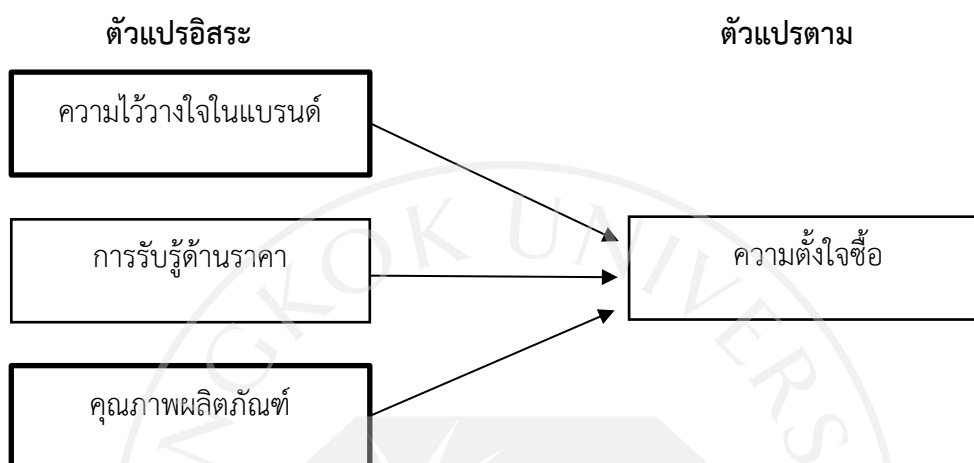 ตัวแปรอิสระ
ตัวแปรตาม
ความไว้วางใจในแบรนด์
การรับรู้ด้านราคา
ความตั้งใจซื้อ
คุณภาพผลิตภัณฑ์
NGKOK UNIVERS